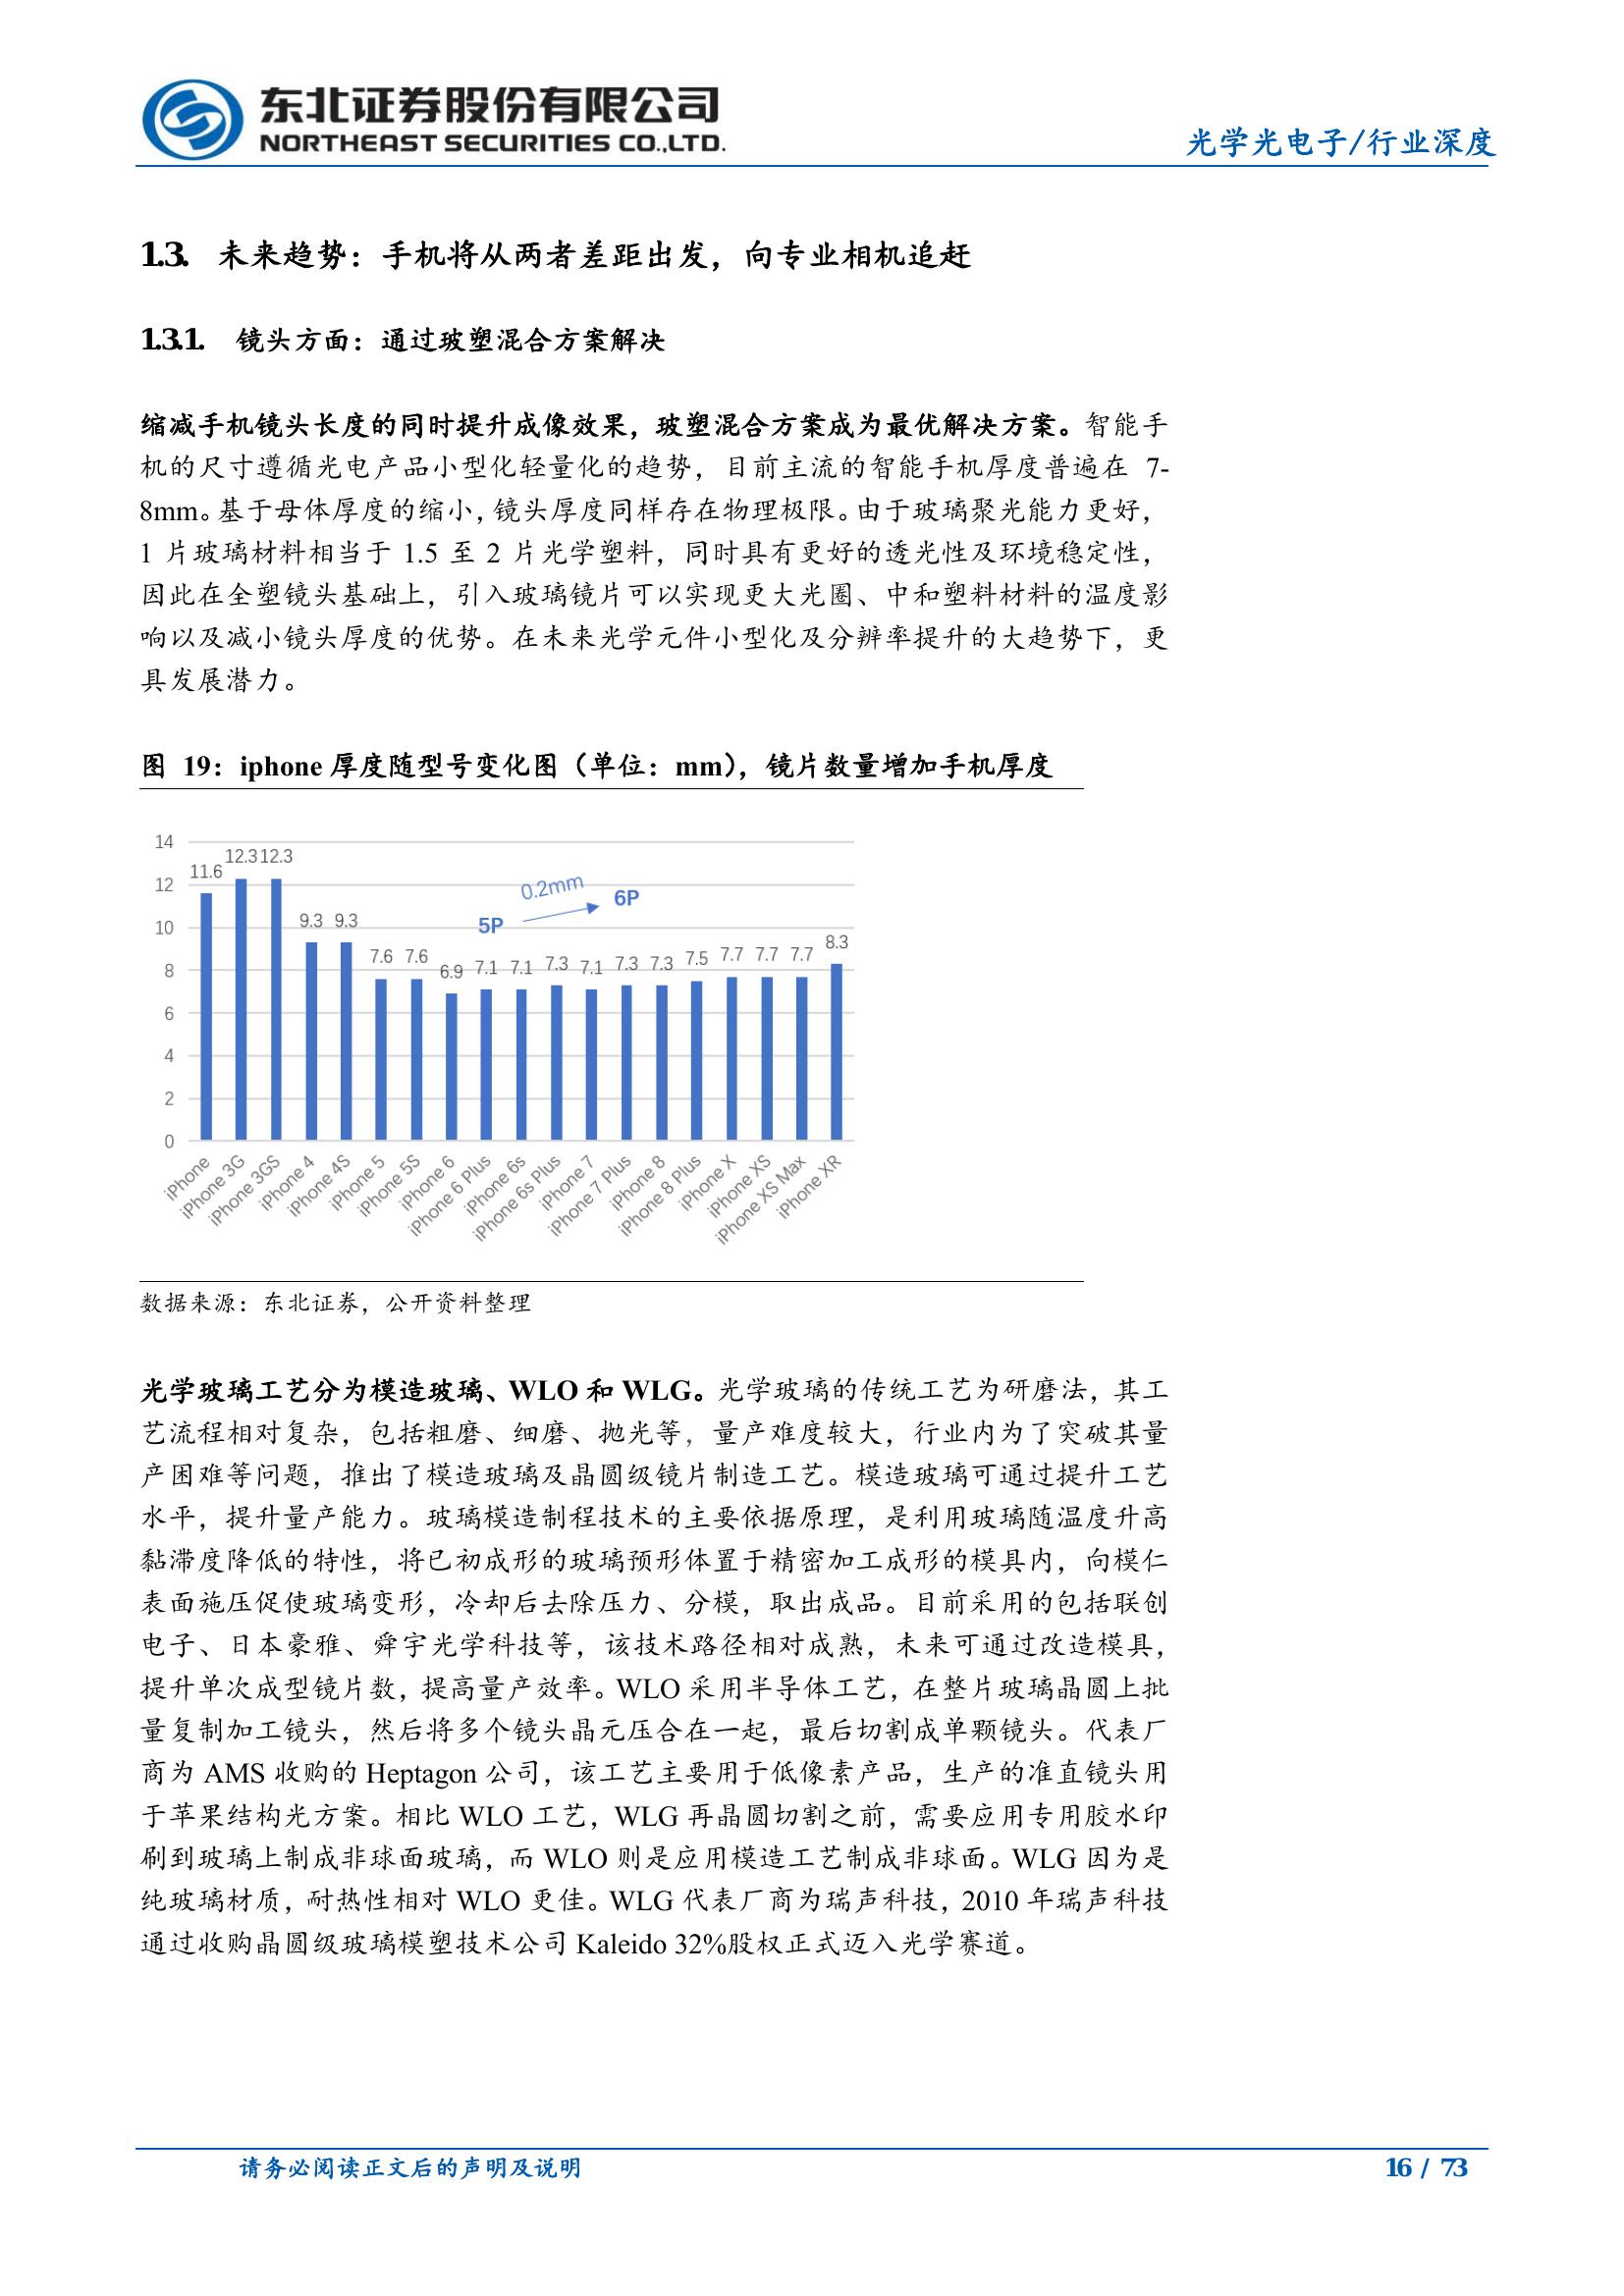 东北证券股份有限公司
NORTHEAST SECURITIES CO.,LTD.
光学光电子/行业深度
1.3. 未来趋势：手机将从两者差距出发，向专业相机追赶
1.3.1. 镜头方面：通过玻塑混合方案解决
缩减手机镜头长度的同时提升成像效果，玻塑混合方案成为最优解决方案。智能手
机的尺寸遵循光电产品小型化轻量化的趋势，目前主流的智能手机厚度普遍在 7-
8mm。基于母体厚度的缩小，镜头厚度同样存在物理极限。由于玻璃聚光能力更好，
1 片玻璃材料相当于 1.5 至 2 片光学塑料，同时具有更好的透光性及环境稳定性，
因此在全塑镜头基础上，引入玻璃镜片可以实现更大光圈、中和塑料材料的温度影
响以及减小镜头厚度的优势。在未来光学元件小型化及分辨率提升的大趋势下，更
具发展潜力。
图 19：iphone 厚度随型号变化图（单位：mm），镜片数量增加手机厚度
14
12
10
8
6
4
2
0
11.6 12.3 12.3 9.3 9.3 7.6 7.6 6.9 7.1 7.1 7.3 7.1 7.3 7.3 7.5 7.7 7.7 7.7 8.3
5P
0.2mm
6P
iPhone
iPhone 3G
iPhone 3GS
iPhone 4
iPhone 4S
iPhone 5
iPhone 5S
iPhone 6
iPhone 6 Plus
iPhone 6s
iPhone 6s Plus
iPhone 7
iPhone 7 Plus
iPhone 8
iPhone 8 Plus
iPhone X
iPhone XS
iPhone XS Max
iPhone XR
数据来源：东北证券，公开资料整理
光学玻璃工艺分为模造玻璃、WLO 和 WLG。光学玻璃的传统工艺为研磨法，其工
艺流程相对复杂，包括粗磨、细磨、抛光等，量产难度较大，行业内为了突破其量
产困难等问题，推出了模造玻璃及晶圆级镜片制造工艺。模造玻璃可通过提升工艺
水平，提升量产能力。玻璃模造制程技术的主要依据原理，是利用玻璃随温度升高
黏滞度降低的特性，将已初成形的玻璃预形体置于精密加工成形的模具内，向模仁
表面施压促使玻璃变形，冷却后去除压力、分模，取出成品。目前采用的包括联创
电子、日本豪雅、舜宇光学科技等，该技术路径相对成熟，未来可通过改造模具，
提升单次成型镜片数，提高量产效率。WLO 采用半导体工艺，在整片玻璃晶圆上批
量复制加工镜头，然后将多个镜头晶元压合在一起，最后切割成单颗镜头。代表厂
商为 AMS 收购的 Heptagon 公司，该工艺主要用于低像素产品，生产的准直镜头用
于苹果结构光方案。相比 WLO 工艺，WLG 再晶圆切割之前，需要应用专用胶水印
刷到玻璃上制成非球面玻璃，而 WLO 则是应用模造工艺制成非球面。WLG 因为是
纯玻璃材质，耐热性相对 WLO 更佳。WLG 代表厂商为瑞声科技，2010 年瑞声科技
通过收购晶圆级玻璃模塑技术公司 Kaleido 32%股权正式迈入光学赛道。
请务必阅读正文后的声明及说明
16 / 73